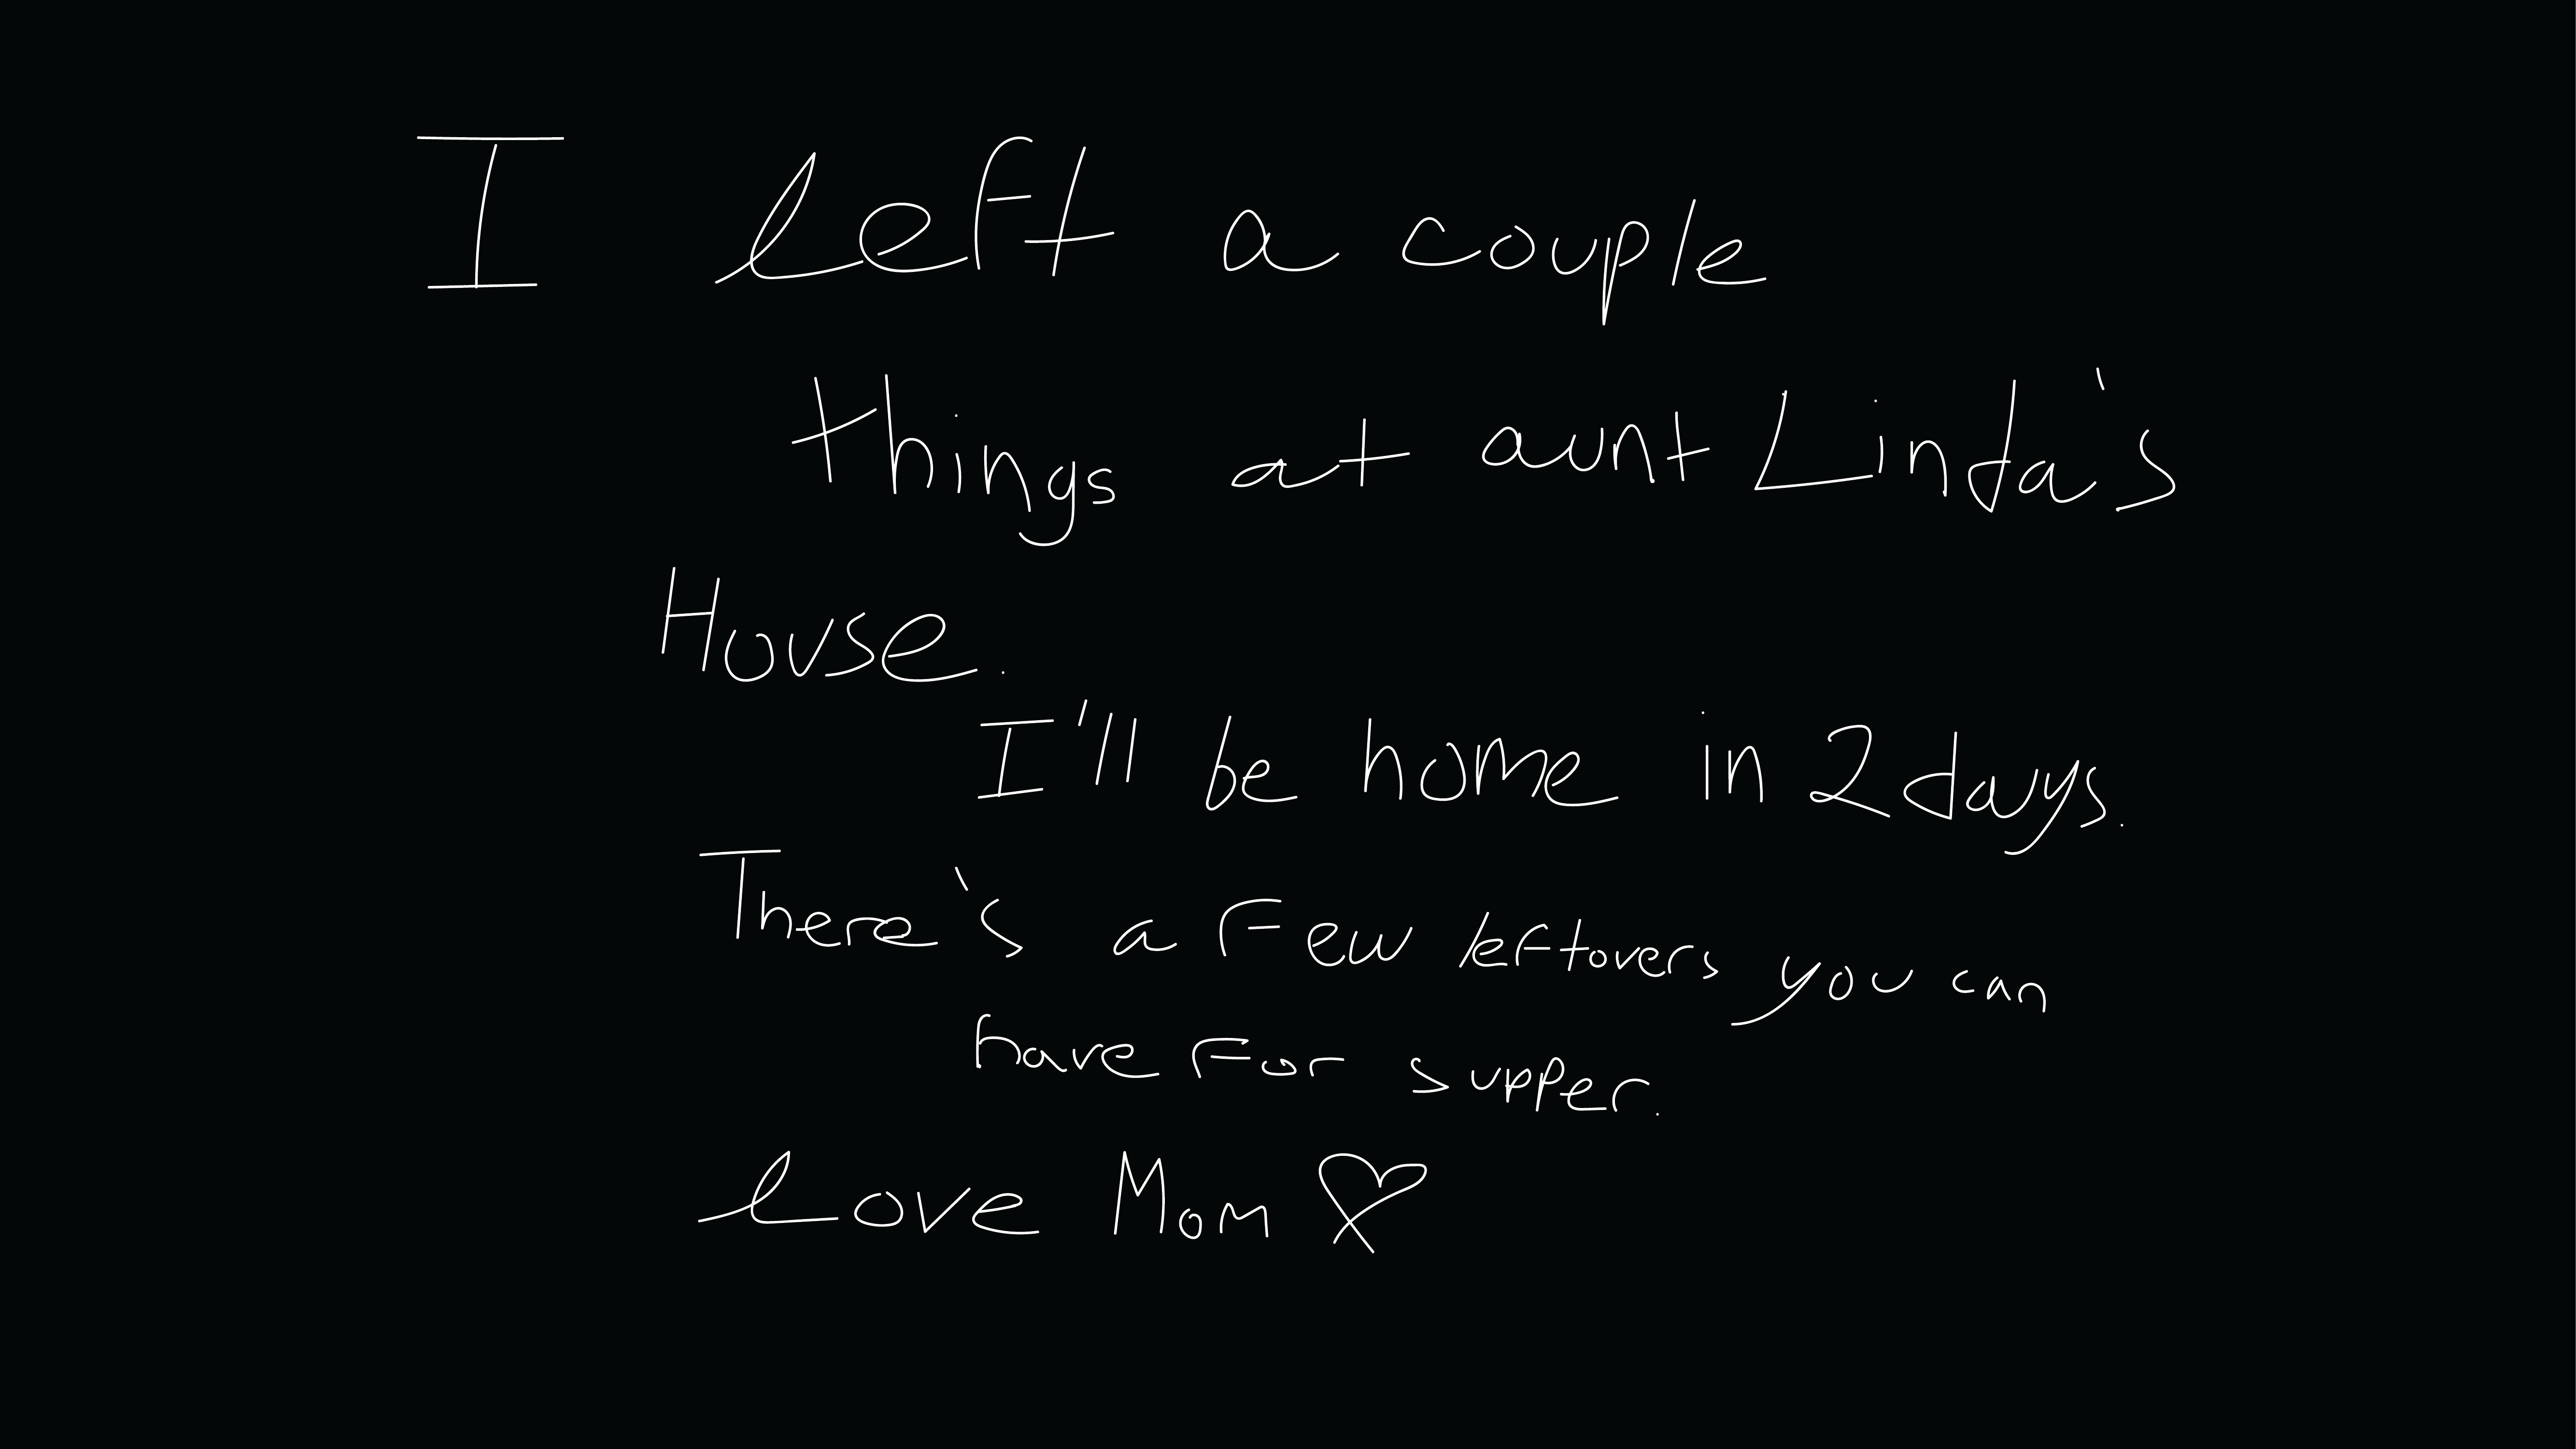 I left a couple
things at aunt Linda's
House.
I'll be home in 2 days.
There's a few leftovers you can
have for supper.
love Mom ♡